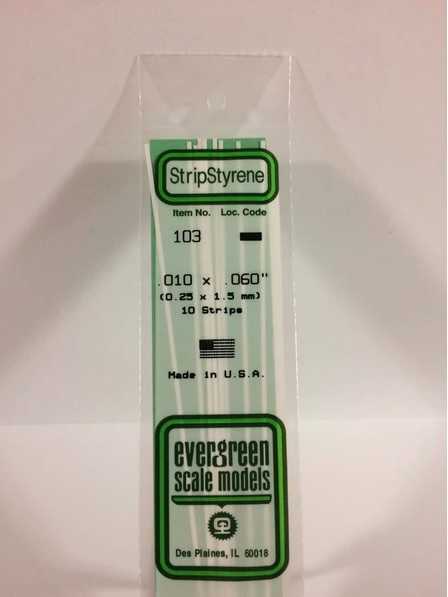 StripStyrene
Item No. Loc. Code
103
.010 x .060"
(0.25 x 1.5 mm)
10 Strips
Made in U.S.A.
evergreen
scale models
Des Plaines, IL 60018